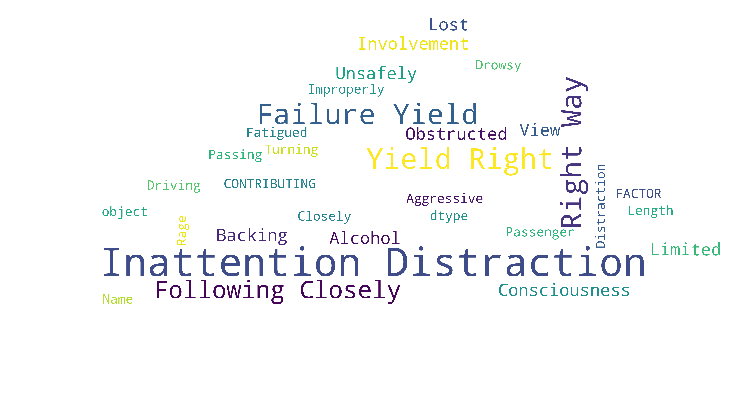 Lost
Involvement
Drowsy
Unsafely
Improperly
Failure Yield
Right Way
Fatigued
Obstructed
View
Turning
Passing
Yield Right
Driving
CONTRIBUTING
Distraction
FACTOR
Aggressive
object
Closely
dtype
Length
Rage
Backing
Alcohol
Passenger
Limited
Inattention Distraction
Following Closely
Consciousness
Name